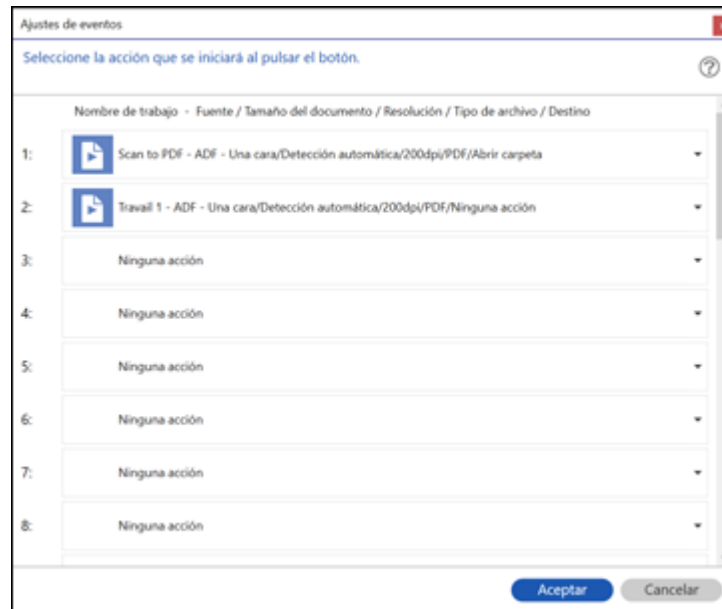 Ajustes de eventos
Seleccione la acción que se iniciará al pulsar el botón.
Nombre de trabajo - Fuente / Tamaño del documento / Resolución / Tipo de archivo / Destino
1: Scan to PDF - ADF - Una cara/Detección automática/200dpi/PDF/Abrir carpeta
2: Travail 1 - ADF - Una cara/Detección automática/200dpi/PDF/Ninguna acción
3: Ninguna acción
4: Ninguna acción
5: Ninguna acción
6: Ninguna acción
7: Ninguna acción
8: Ninguna acción
Aceptar Cancelar